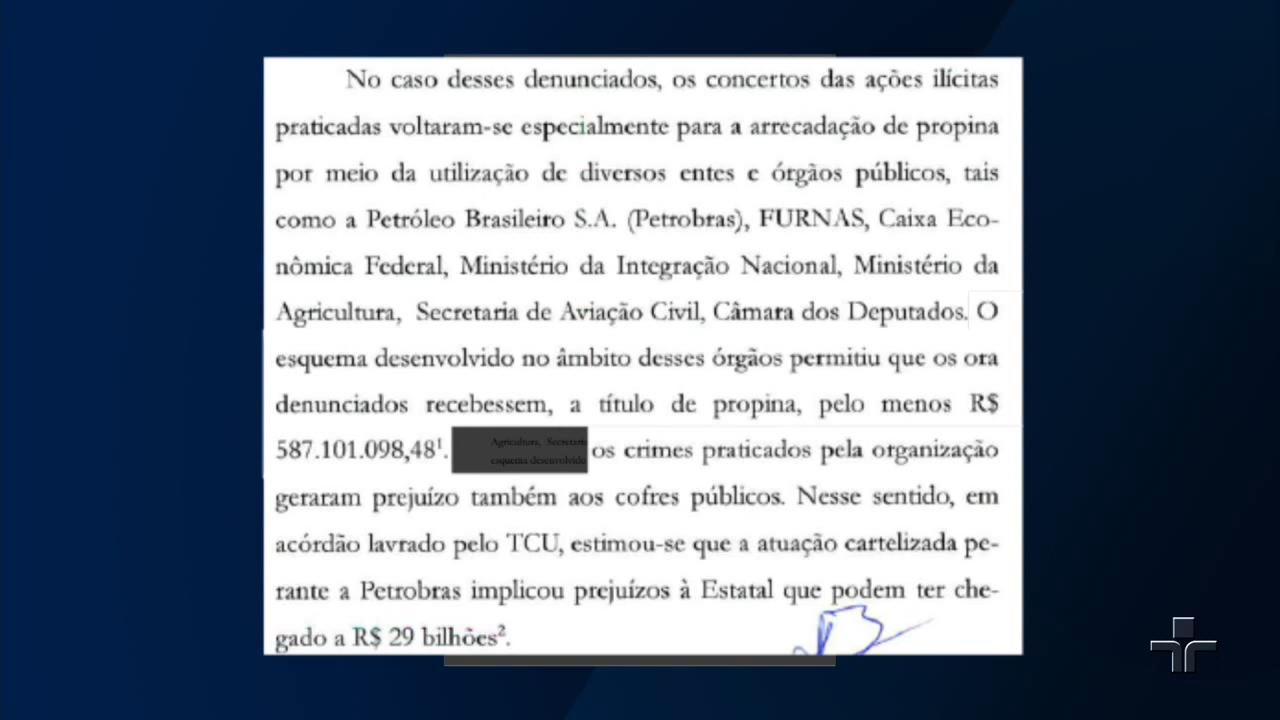 No caso desses denunciados, os concertos das ações ilícitas
praticadas voltaram-se especialmente para a arrecadação de propina
por meio da utilização de diversos entes e órgãos públicos, tais
como a Petróleo Brasileiro S.A. (Petrobras), FURNAS, Caixa Eco-
nômica Federal, Ministério da Integração Nacional, Ministério da
Agricultura, Secretaria de Aviação Civil, Câmara dos Deputados. O
esquema desenvolvido no âmbito desses órgãos permitiu que os ora
denunciados recebessem, a título de propina, pelo menos R$
587.101.098,48¹. os crimes praticados pela organização
Agricultura, Secretaria
esquema desenvolvido
geraram prejuízo também aos cofres públicos. Nesse sentido, em
acórdão lavrado pelo TCU, estimou-se que a atuação cartelizada pe-
rante a Petrobras implicou prejuízos à Estatal que podem ter che-
gado a R$ 29 bilhões².